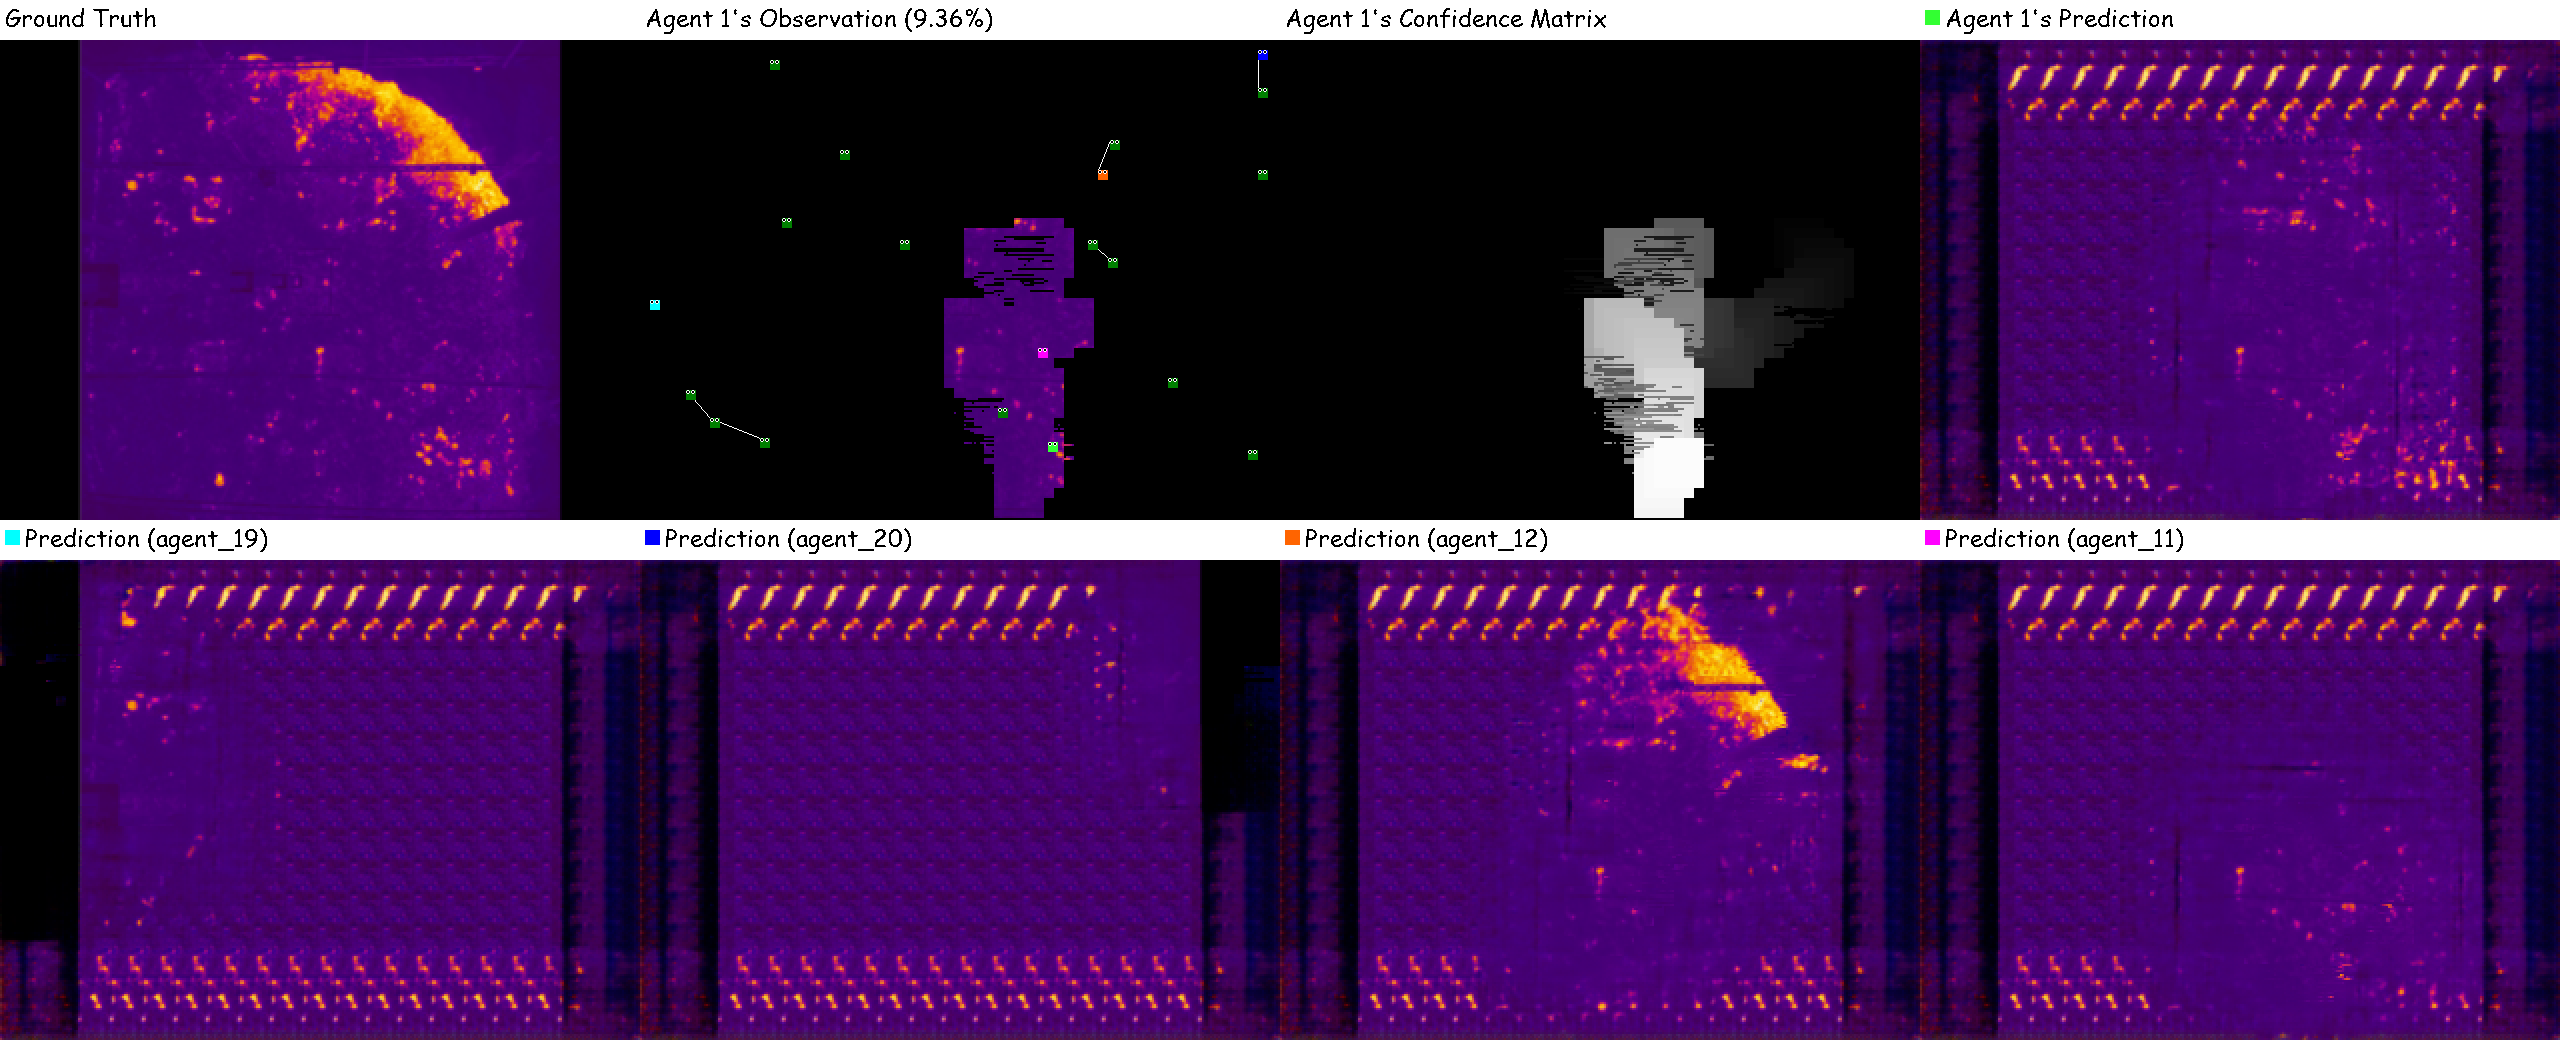 Ground Truth
Agent 1's Observation (9.36%)
Agent 1's Confidence Matrix
Agent 1's Prediction
Prediction (agent_19)
Prediction (agent_20)
Prediction (agent_12)
Prediction (agent_11)